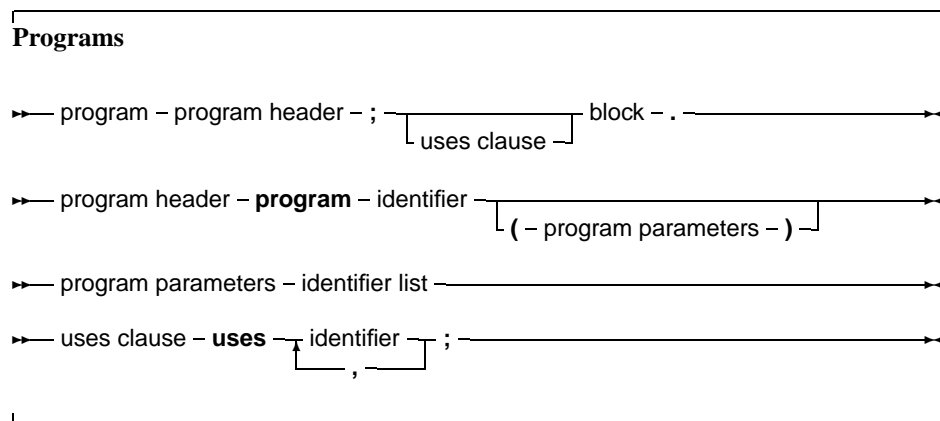 Programs
program program header ; block .
uses clause
program header program identifier
( program parameters )
program parameters identifier list
uses clause uses identifier ;
,